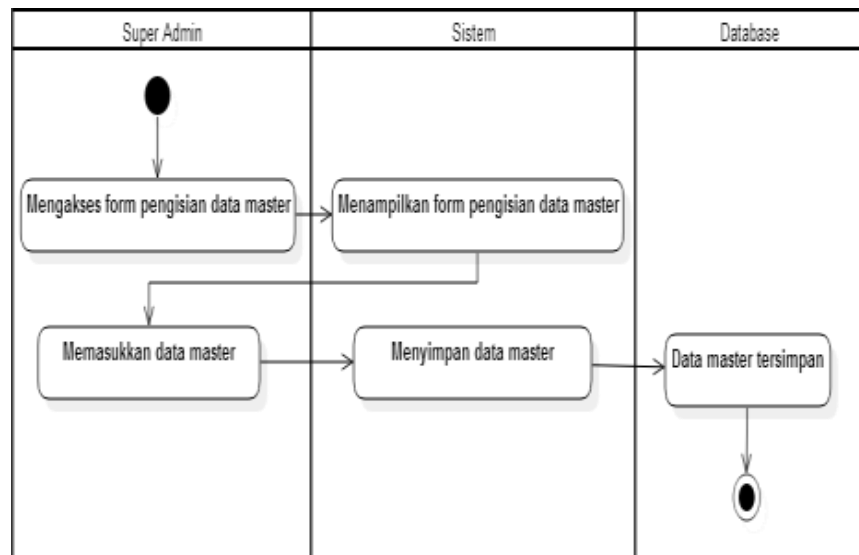 Super Admin
Sistem
Database
Mengakses form pengisian data master
Menampilkan form pengisian data master
Memasukkan data master
Menyimpan data master
Data master tersimpan